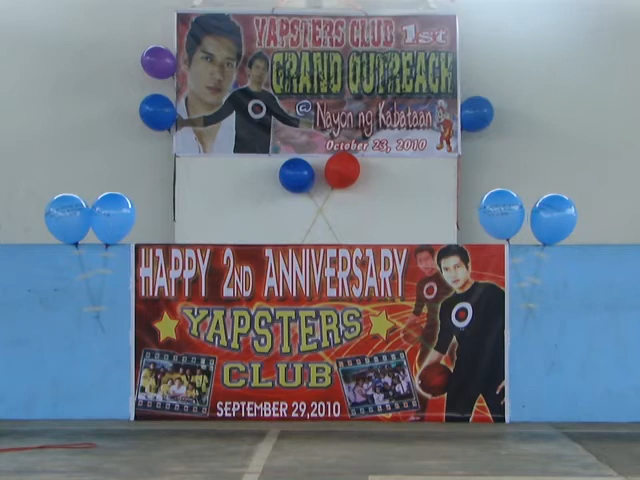 YAPSTERS CLUB 1st
GRAND OUTREACH
@ Nayon ng Kabataan
October 23, 2010
HAPPY 2ND ANNIVERSARY
YAPSTERS
CLUB
SEPTEMBER 29,2010